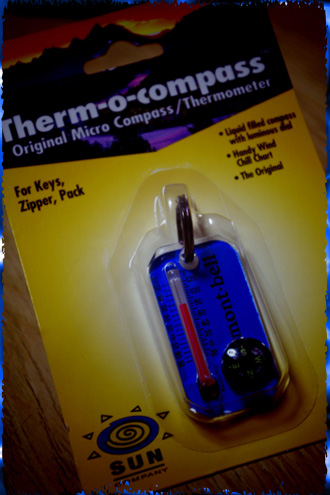 Therm-o-compass
Original Micro Compass/Thermometer
• Liquid filled compass
with luminous dial
• Handy Wind
Chill Chart
• The Original
For Keys,
Zipper, Pack
mont-bell
SUN
COMPANY